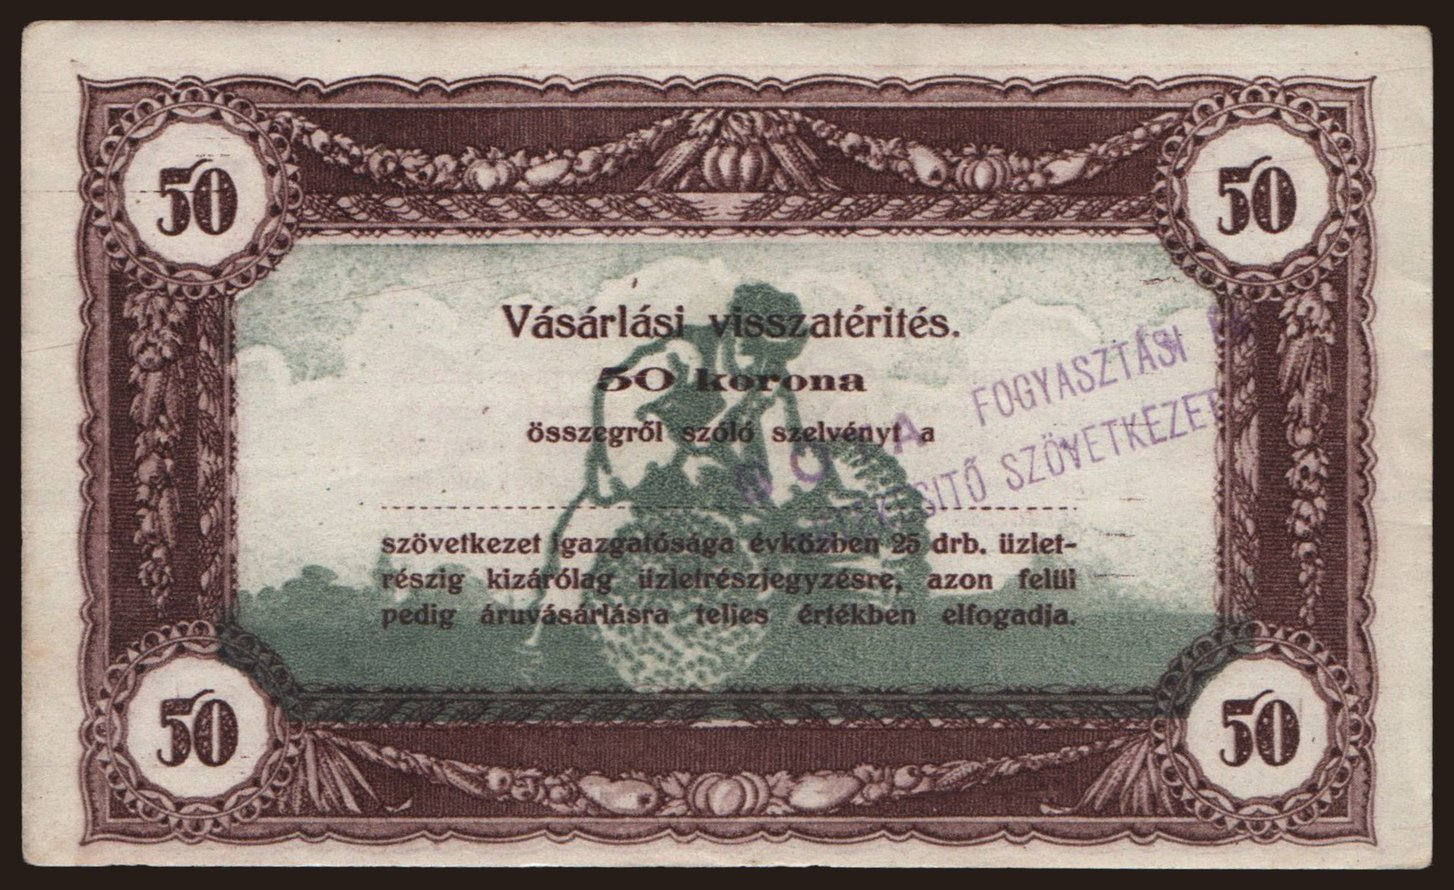 50
50
Vásárlási visszatérités.
50 korona
összegről szóló szelvényt a
FOGYASZTÁSI
SZÖVETKEZET
szövetkezet igazgatósága évközben 25 drb. üzlet-
részig kizárólag üzletrészjegyzésre, azon felül
pedig áruvásárlásra teljes értékben elfogadja.
50
50